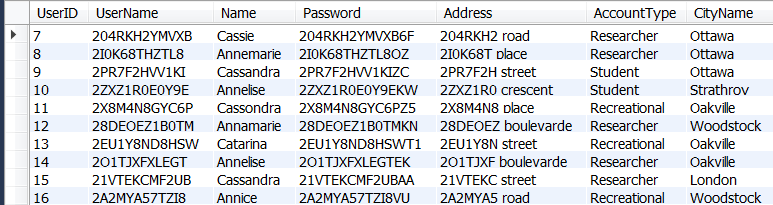 UserID UserName Name Password Address AccountType CityName
7 204RKH2YMVXB Cassie 204RKH2YMVXB6F 204RKH2 road Researcher Ottawa
8 2I0K68THZTL8 Annemarie 2I0K68THZTL8OZ 2I0K68T place Researcher Ottawa
9 2PR7F2HVV1KI Cassandra 2PR7F2HVV1KIZC 2PR7F2H street Student Ottawa
10 2ZXZ1R0E0Y9E Annelise 2ZXZ1R0E0Y9EKW 2ZXZ1R0 crescent Student Strathrov
11 2X8M4N8GYC6P Cassondra 2X8M4N8GYC6PZ5 2X8M4N8 place Recreational Oakville
12 28DEOEZ1B0TM Annamarie 28DEOEZ1B0TMKN 28DEOEZ boulevarde Researcher Woodstock
13 2EU1Y8ND8HSW Catarina 2EU1Y8ND8HSWT1 2EU1Y8N street Recreational Oakville
14 2O1TJXFXLEGT Annelise 2O1TJXFXLEGTEK 2O1TJXF boulevarde Researcher Oakville
15 21VTEKCMF2UB Cassandra 21VTEKCMF2UBAA 21VTEKC street Researcher London
16 2A2MYA57TZI8 Annice 2A2MYA57TZI8VU 2A2MYA5 road Recreational Woodstock